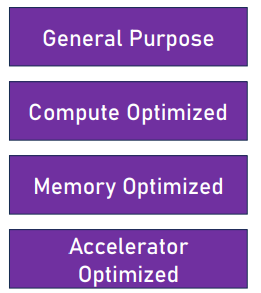 General Purpose
Compute Optimized
Memory Optimized
Accelerator
Optimized